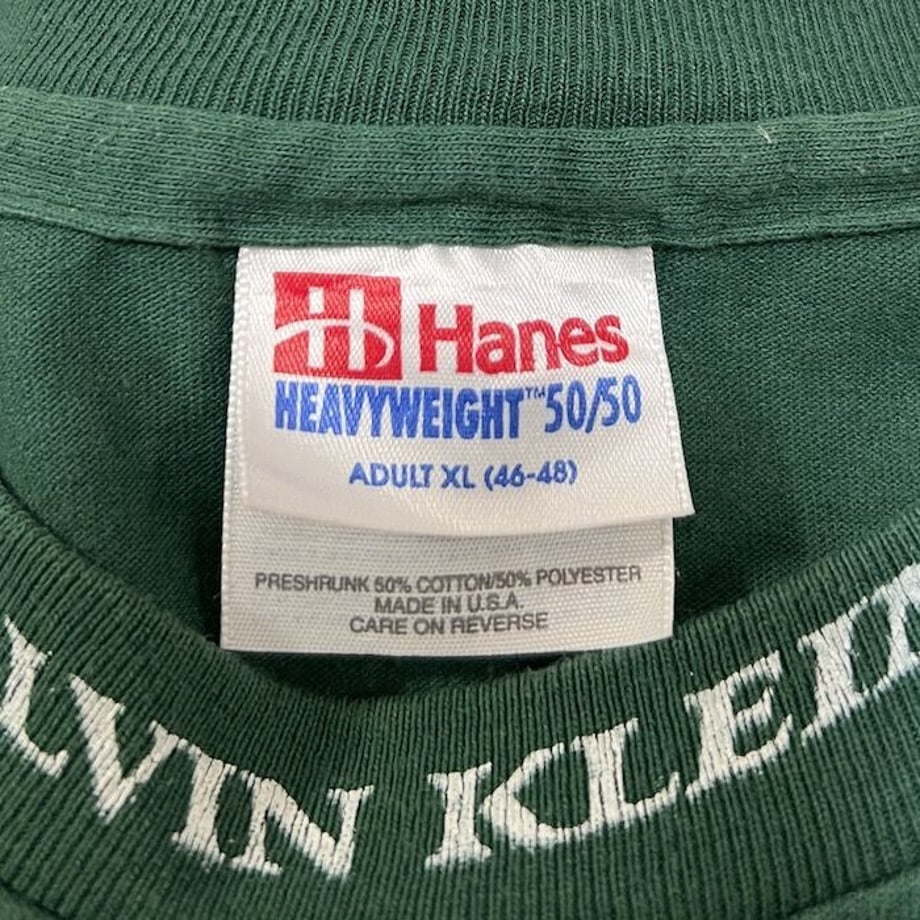 H Hanes
HEAVYWEIGHT™ 50/50
ADULT XL (46-48)
PRESHRUNK 50% COTTON/50% POLYESTER
MADE IN U.S.A.
CARE ON REVERSE
LVIN KLEIN